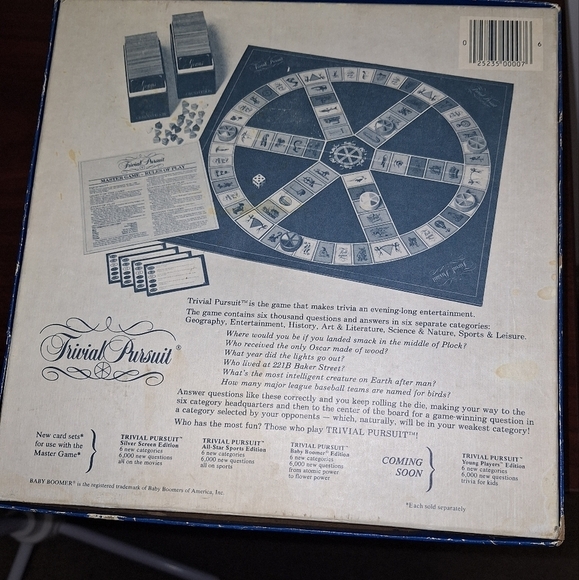 0
25235 00007
6
Trivial Pursuit
MASTER GAME - RULES OF PLAY
Trivial Pursuit™ is the game that makes trivia an evening-long entertainment.
The game contains six thousand questions and answers in six separate categories:
Geography, Entertainment, History, Art & Literature, Science & Nature, Sports & Leisure.
Where would you be if you landed smack in the middle of Plock?
Who received the only Oscar made of wood?
What year did the lights go out?
Who lived at 221B Baker Street?
What's the most intelligent creature on Earth after man?
How many major league baseball teams are named for birds?
Trivial Pursuit®
Answer questions like these correctly and you keep rolling the die, making your way to the
six category headquarters and then to the center of the board for a game-winning question in
a category selected by your opponents — which, naturally, will be in your weakest category!
Who has the most fun? Those who play TRIVIAL PURSUIT™!
New card sets*
for use with the
Master Game*
TRIVIAL PURSUIT™
Silver Screen Edition
6 new categories
6,000 new questions
all on the movies
TRIVIAL PURSUIT™
All-Star Sports Edition
6 new categories
6,000 new questions
all on sports
TRIVIAL PURSUIT™
Baby Boomer® Edition
6 new categories
6,000 new questions
from atomic power
to flower power
COMING
SOON
TRIVIAL PURSUIT™
Young Players™ Edition
6 new categories
6,000 new questions
trivia for kids
BABY BOOMER® is the registered trademark of Baby Boomers of America, Inc.
*Each sold separately